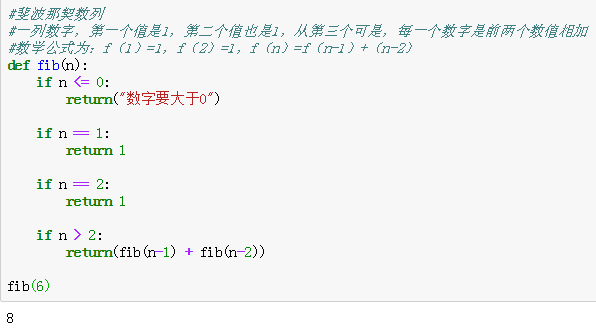 #斐波那契数列
#一列数字，第一个值是1，第二个值也是1，从第三个可是，每一个数字是前两个数值相加
#数学公式为：f（1）=1，f（2）=1，f（n）=f（n-1）+（n-2）
def fib(n):
    if n <= 0:
        return("数字要大于0")
    if n == 1:
        return 1
    if n == 2:
        return 1
    if n > 2:
        return(fib(n-1) + fib(n-2))
fib(6)
8